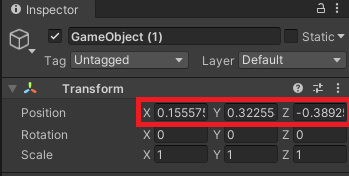 Inspector
GameObject (1)
Static
Tag Untagged Layer Default
Transform
Position X 0.155575 Y 0.32255 Z -0.3892
Rotation X 0 Y 0 Z 0
Scale X 1 Y 1 Z 1